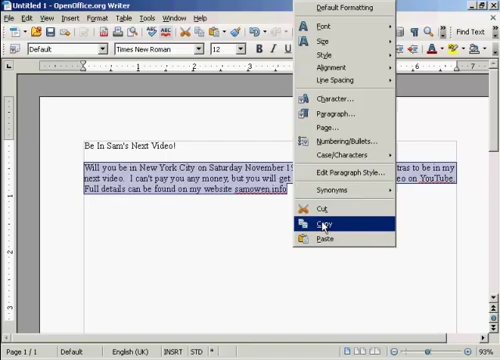 Untitled 1 - OpenOffice.org Writer
File Edit View Insert Format Table Tools Window Help
Default Times New Roman 12 B I
Find Text
Be In Sam's Next Video!
Will you be in New York City on Saturday November
tras to be in my
next video. I can't pay you any money, but you will get
eo on YouTube.
Full details can be found on my website samowen.info
Default Formatting
Font
Size
Style
Alignment
Line Spacing
Character...
Paragraph...
Page...
Numbering/Bullets...
Case/Characters
Edit Paragraph Style...
Synonyms
Cut
Copy
Paste
Page 1 / 1 Default English (UK) INSRT STD * 93%